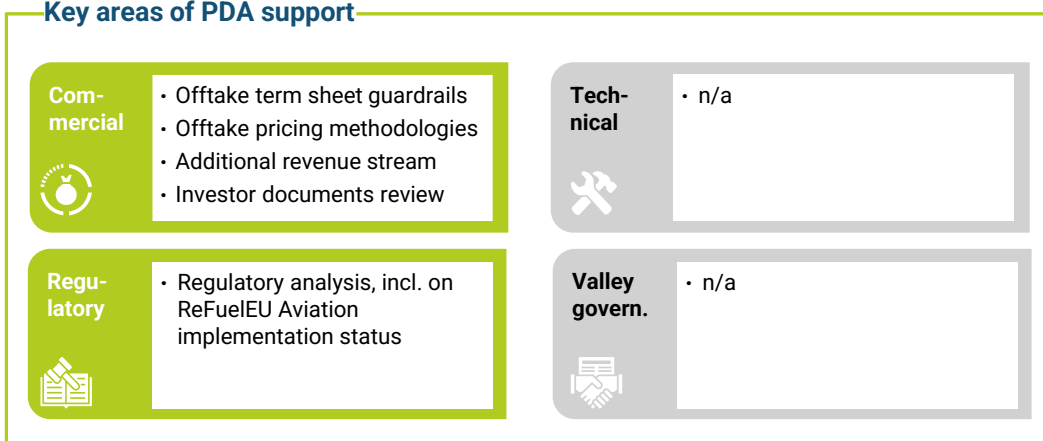 Key areas of PDA support
Com-
mercial
• Offtake term sheet guardrails
• Offtake pricing methodologies
• Additional revenue stream
• Investor documents review
Tech-
nical
• n/a
Regu-
latory
• Regulatory analysis, incl. on
ReFuelEU Aviation
implementation status
Valley
govern.
• n/a